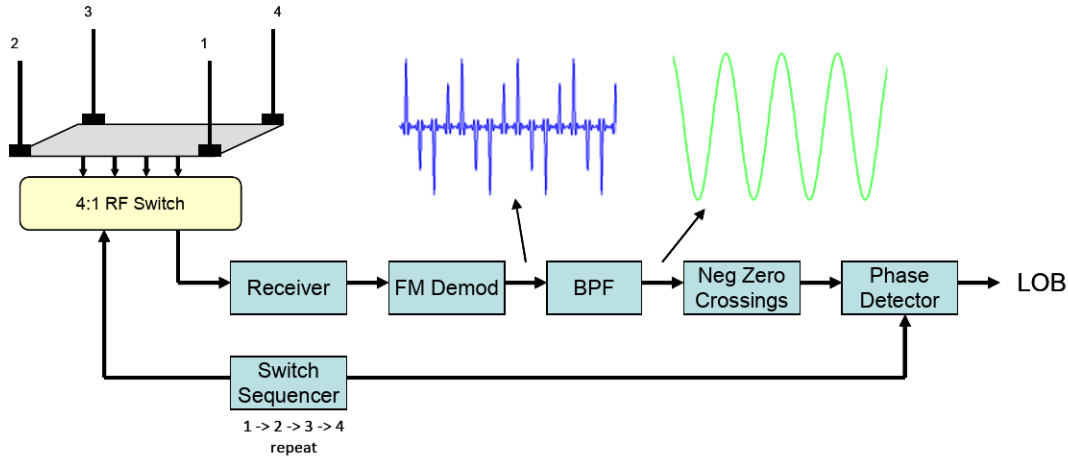 3
4
2
1
4:1 RF Switch
Receiver
FM Demod
BPF
Neg Zero
Crossings
Phase
Detector
LOB
Switch
Sequencer
1 -> 2 -> 3 -> 4
repeat